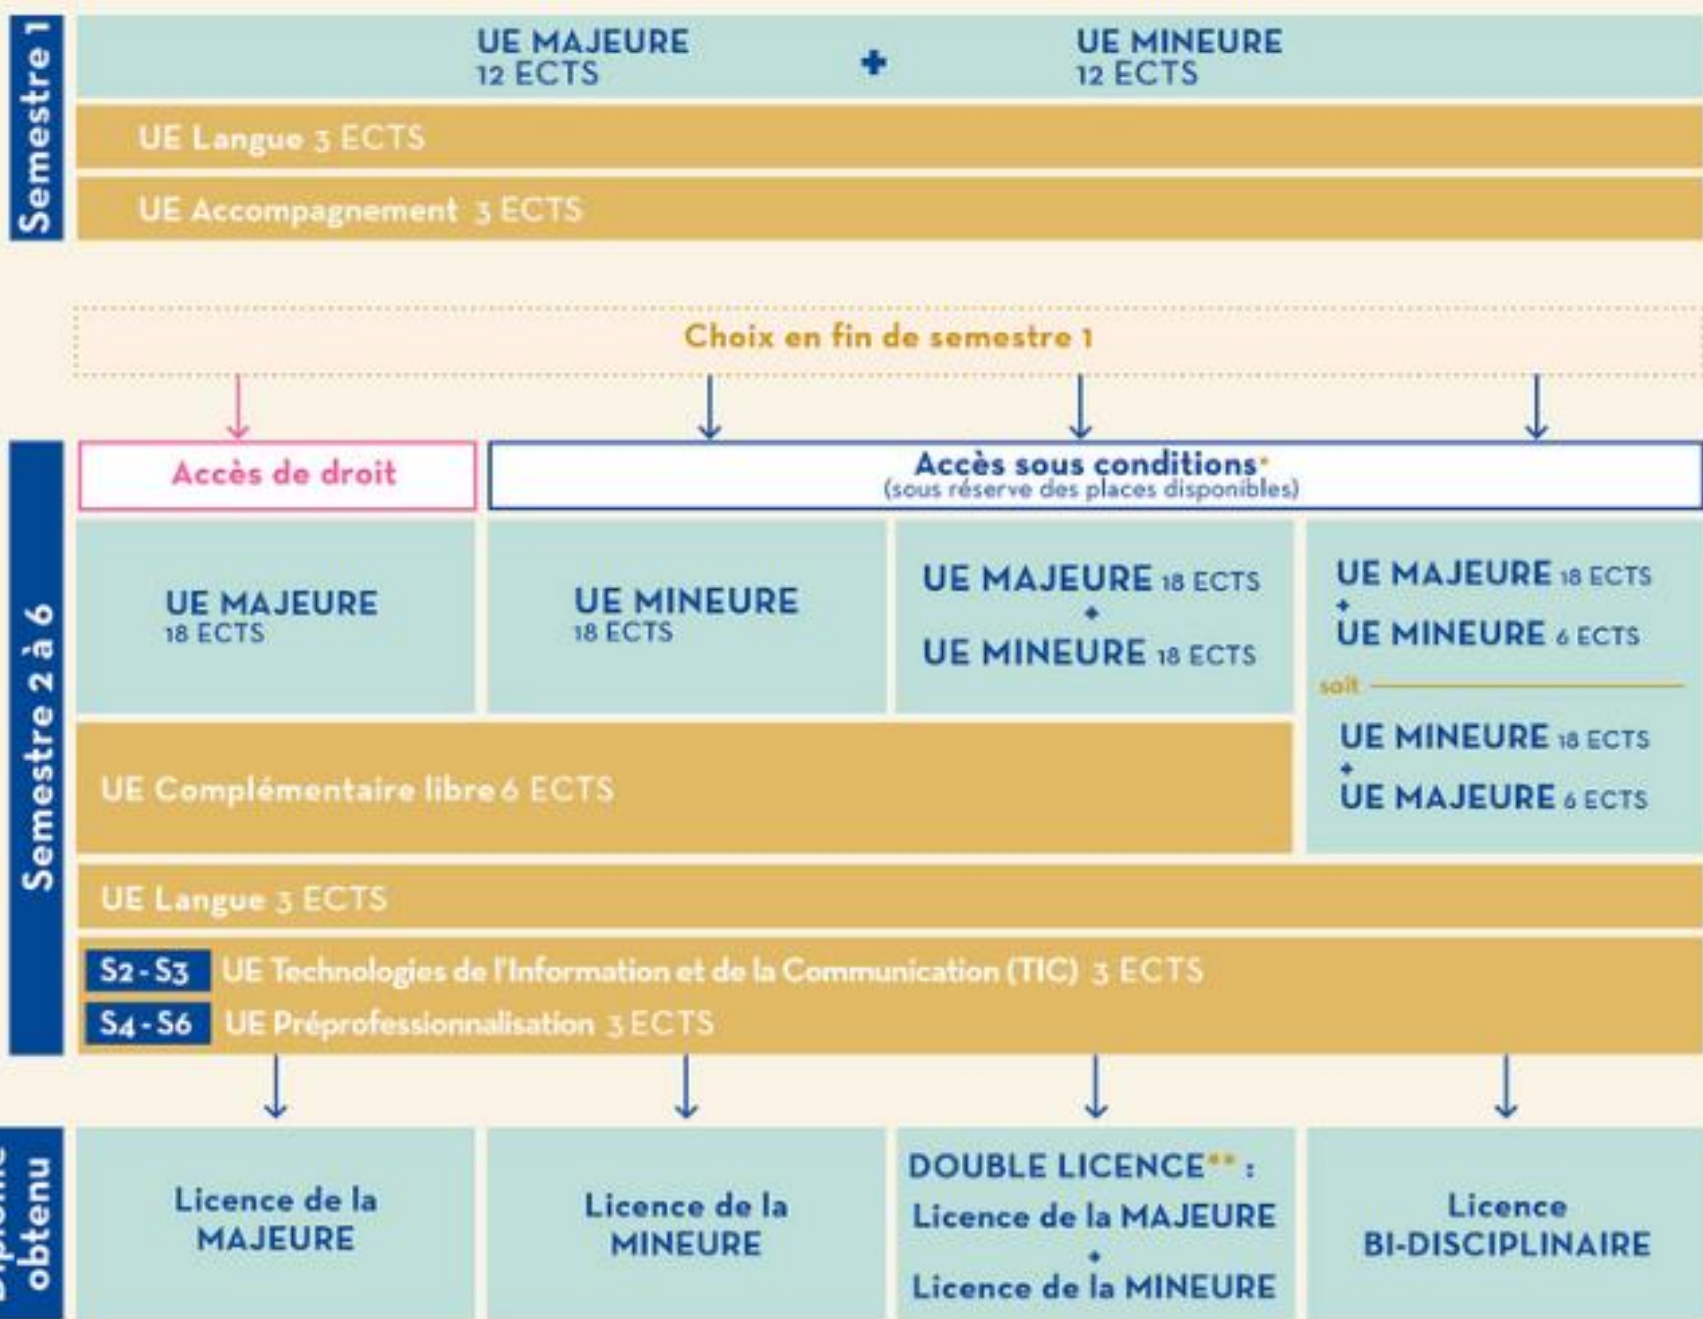 Semestre 1
UE MAJEURE
12 ECTS
+
UE MINEURE
12 ECTS
UE Langue 3 ECTS
UE Accompagnement 3 ECTS
Choix en fin de semestre 1
Semestre 2 à 6
Accès de droit
Accès sous conditions*
(sous réserve des places disponibles)
UE MAJEURE
18 ECTS
UE MINEURE
18 ECTS
UE MAJEURE 18 ECTS
+
UE MINEURE 18 ECTS
UE MAJEURE 18 ECTS
+
UE MINEURE 6 ECTS
soit
UE MINEURE 18 ECTS
+
UE MAJEURE 6 ECTS
UE Complémentaire libre 6 ECTS
UE Langue 3 ECTS
S2 - S3 UE Technologies de l'Information et de la Communication (TIC) 3 ECTS
S4 - S6 UE Préprofessionnalisation 3 ECTS
obtenu
Licence de la
MAJEURE
Licence de la
MINEURE
DOUBLE LICENCE** :
Licence de la MAJEURE
+
Licence de la MINEURE
Licence
BI-DISCIPLINAIRE